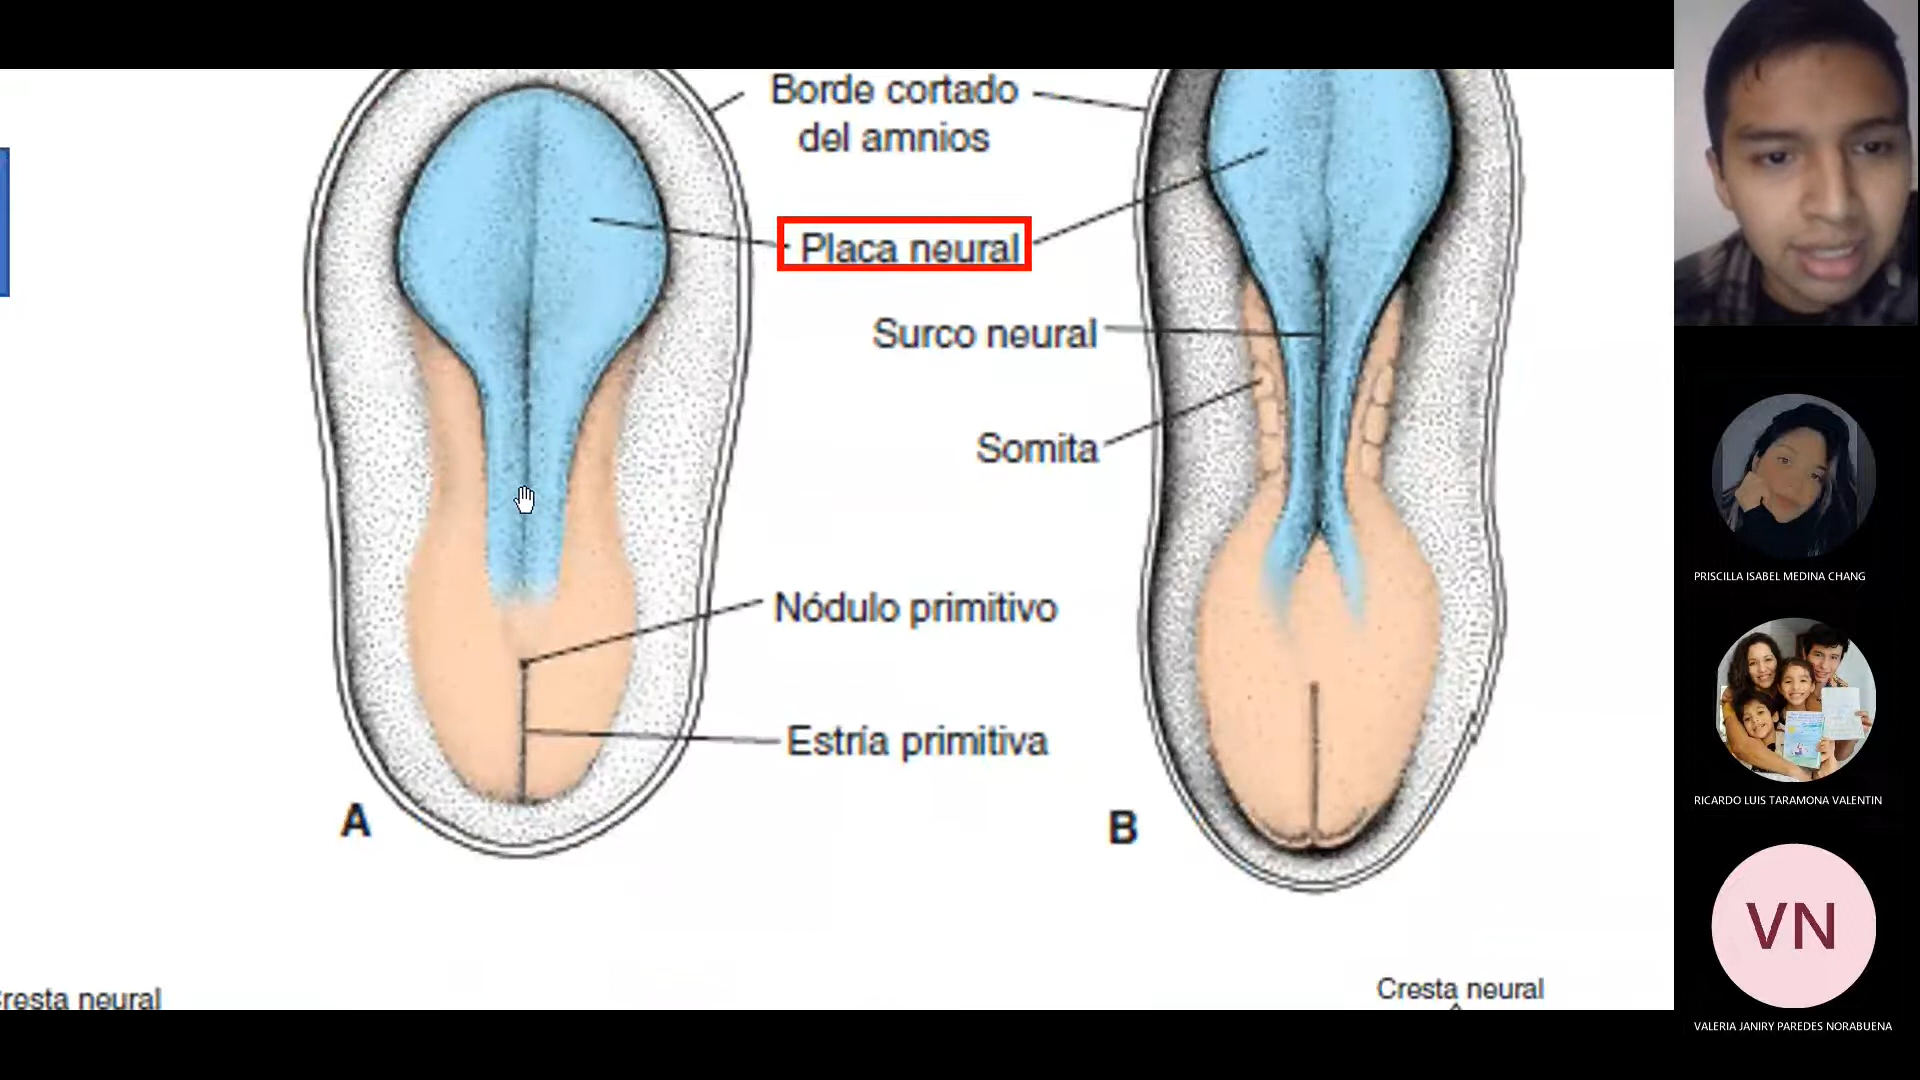 Borde cortado
del amnios
Placa neural
Surco neural
Somita
Nódulo primitivo
Estría primitiva
A
B
resta neural
Cresta neural
PRISCILLA ISABEL MEDINA CHANG
RICARDO LUIS TARAMONA VALENTIN
VN
VALERIA JANIRY PAREDES NORABUENA